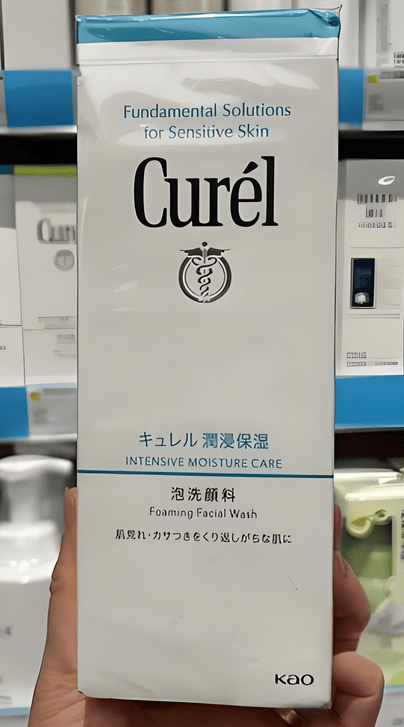 Fundamental Solutions
for Sensitive Skin
Curél
キュレル 潤浸保湿
INTENSIVE MOISTURE CARE
泡洗顔料
Foaming Facial Wash
肌荒れ・カサつきをくり返しがちな肌に
Kao